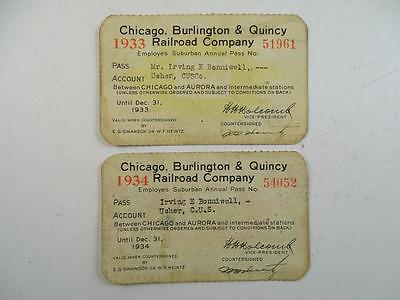 Chicago, Burlington & Quincy
1933 Railroad Company 51961
Employe's Suburban Annual Pass No.
PASS Mr. Irving E Bonniwell, ---
ACCOUNT Usher, CUSCo.
Between CHICAGO and AURORA and intermediate stations
(UNLESS OTHERWISE ORDERED AND SUBJECT TO CONDITIONS ON BACK)
Until Dec. 31,
1933
HHHolcomb
VICE-PRESIDENT
VALID WHEN COUNTERSIGNED
BY
COUNTERSIGNED
E.G. SWANSON OR W.F. HEINTZ
Chicago, Burlington & Quincy
1934 Railroad Company
Employe's Suburban Annual Pass No. 54052
PASS Irving E Bonniwell, -
ACCOUNT Usher, C.U.S.
Between CHICAGO and AURORA and intermediate stations
(UNLESS OTHERWISE ORDERED AND SUBJECT TO CONDITIONS ON BACK)
Until Dec. 31,
1934
HHHolcomb
VICE-PRESIDENT
VALID WHEN COUNTERSIGNED
BY
COUNTERSIGNED
E.G. SWANSON OR W.F. HEINTZ